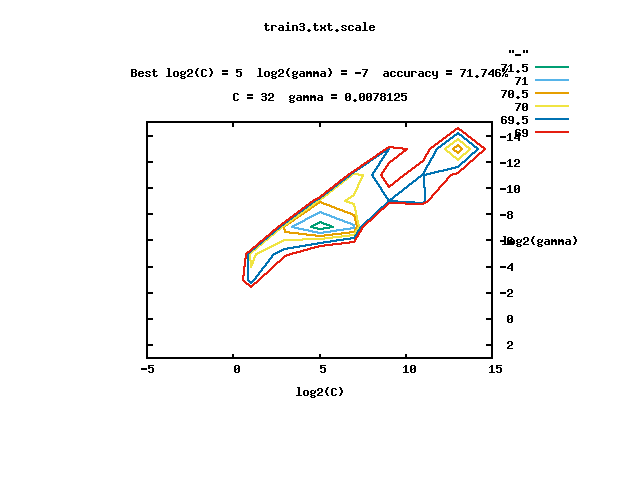 train3.txt.scale
"-"
Best log2(C) = 5 log2(gamma) = -7 accuracy = 71.746%
71.5
71
C = 32 gamma = 0.0078125
70.5
70
69.5
69
-14
-12
-10
-8
-6
log2(gamma)
-4
-2
0
2
-5 0 5 10 15
log2(C)